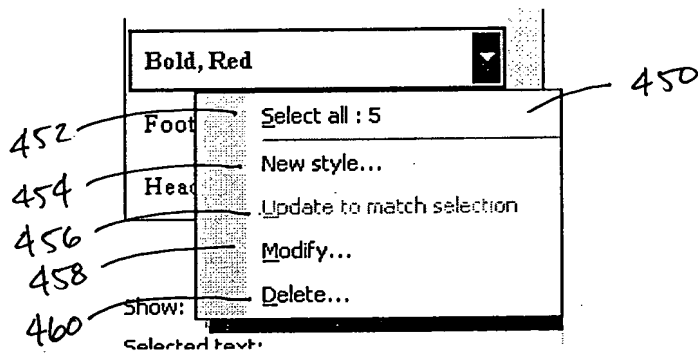 Bold, Red
450
Select all : 5
452
Foot
New style...
454
Head
Update to match selection
456
Modify...
458
Delete...
460
Show:
Selected text: